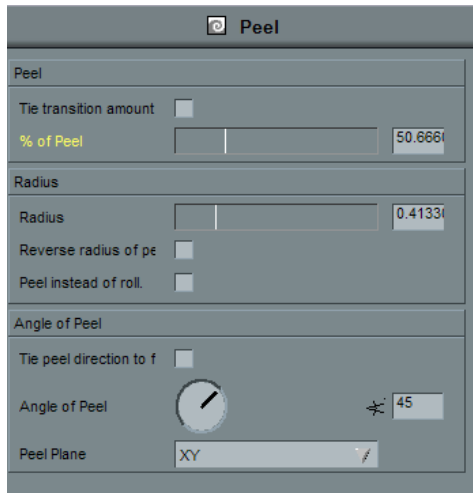 Peel
Peel
Tie transition amount
% of Peel 50.6660
Radius
Radius 0.4133
Reverse radius of pe
Peel instead of roll.
Angle of Peel
Tie peel direction to f
Angle of Peel 45
Peel Plane XY